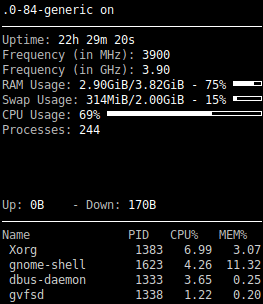 .0-84-generic on
Uptime: 22h 29m 20s
Frequency (in MHz): 3900
Frequency (in GHz): 3.90
RAM Usage: 2.90GiB/3.82GiB - 75%
Swap Usage: 314MiB/2.00GiB - 15%
CPU Usage: 69%
Processes: 244
Up: 0B - Down: 170B
Name PID CPU% MEM%
Xorg 1383 6.99 3.07
gnome-shell 1623 4.26 11.32
dbus-daemon 1333 3.65 0.25
gvfsd 1338 1.22 0.20